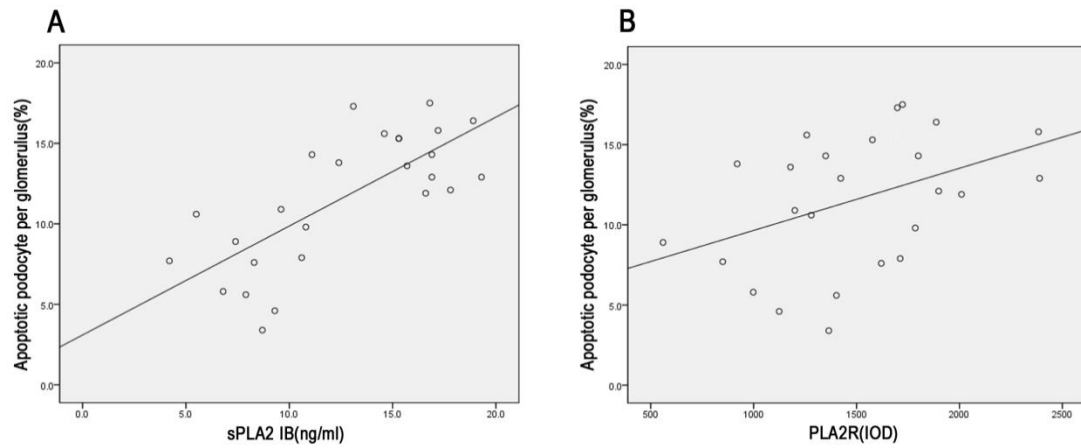 A
B
Apoptotic podocyte per glomerulus(%)
20.0
15.0
10.0
5.0
0.0
0.0 5.0 10.0 15.0 20.0
sPLA2 IB(ng/ml)
Apoptotic podocyte per glomerulus(%)
20.0
15.0
10.0
5.0
0.0
500 1000 1500 2000 2500
PLA2R(IOD)